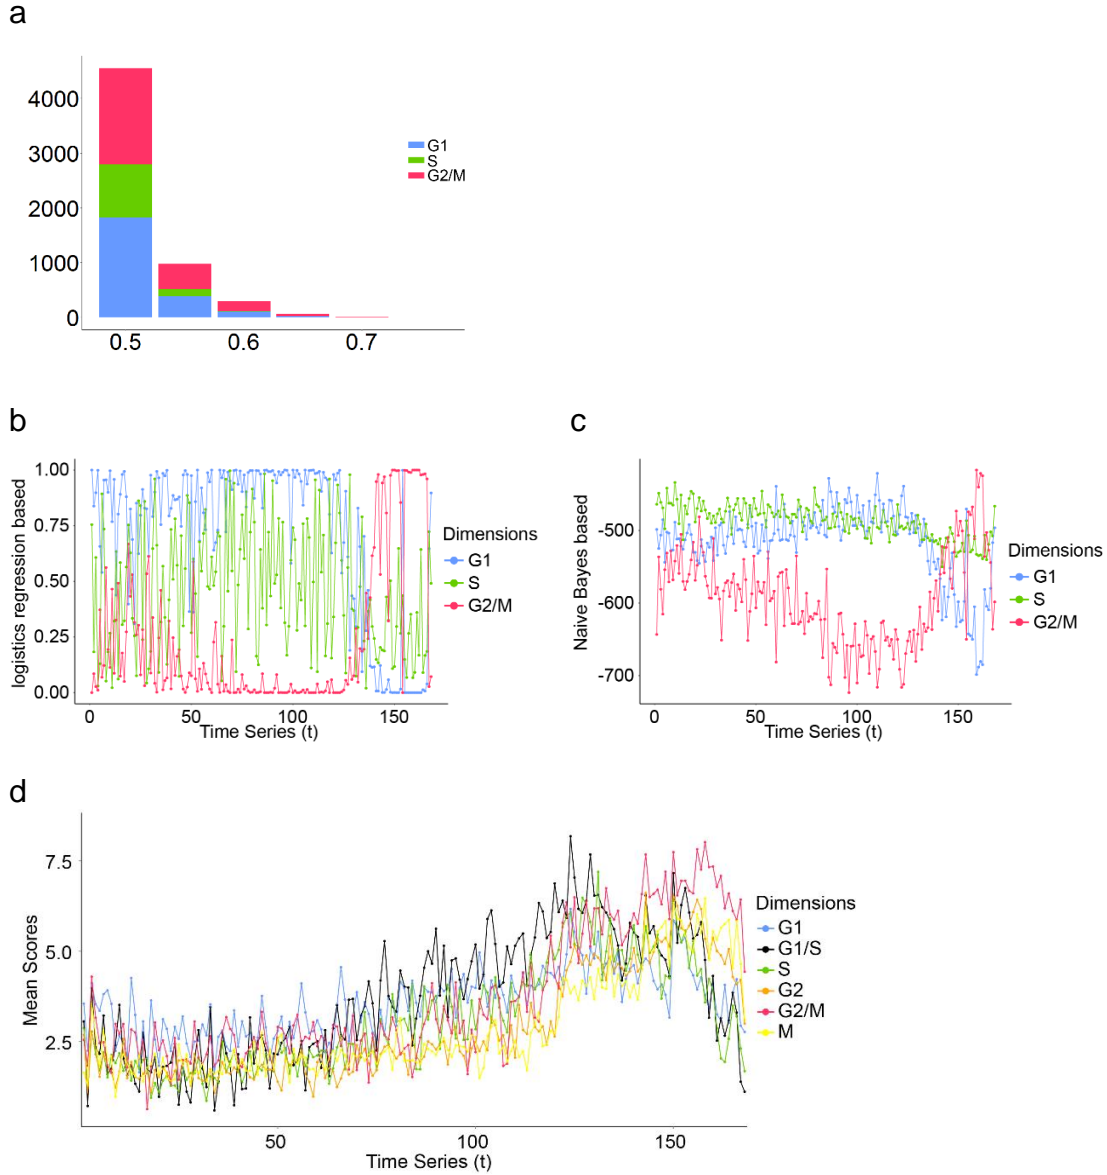 a
4000
3000
2000
1000
0
0.5 0.6 0.7
G1
S
G2/M
b
logistics regression based
1.00
0.75
0.50
0.25
0.00
0 50 100 150
Time Series (t)
Dimensions
G1
S
G2/M
c
Naive Bayes based
-500
-600
-700
0 50 100 150
Time Series (t)
Dimensions
G1
S
G2/M
d
Mean Scores
7.5
5.0
2.5
50 100 150
Time Series (t)
Dimensions
G1
G1/S
S
G2
G2/M
M